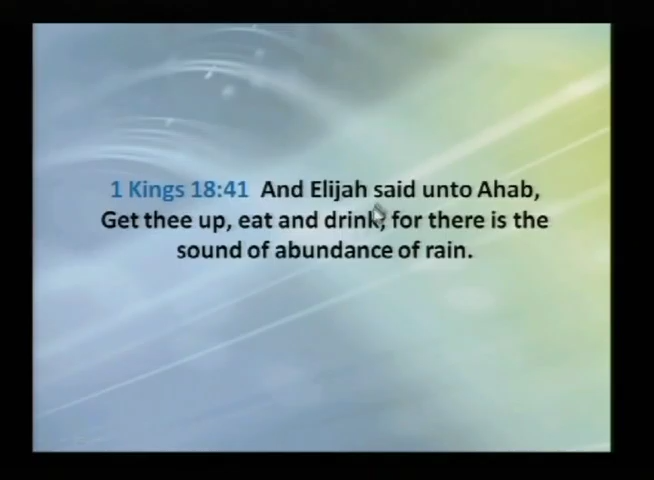 1 Kings 18:41 And Elijah said unto Ahab,
Get thee up, eat and drink; for there is the
sound of abundance of rain.